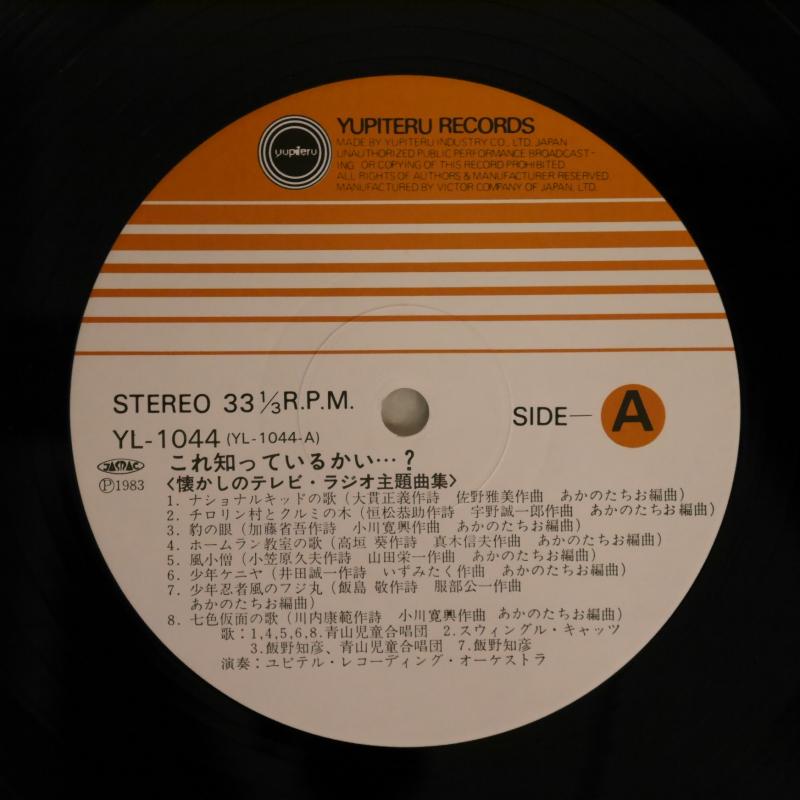 yupiteru
YUPITERU RECORDS
MADE BY YUPITERU INDUSTRY CO., LTD. JAPAN
UNAUTHORIZED PUBLIC PERFORMANCE BROADCAST-
ING OR COPYING OF THIS RECORD PROHIBITED
ALL RIGHTS OF AUTHORS & MANUFACTURER RESERVED
MANUFACTURED BY VICTOR COMPANY OF JAPAN, LTD.
STEREO 33 1/3 R.P.M.
SIDE— A
YL-1044 (YL-1044-A)
JASRAC
Ⓟ1983
これ知っているかい…?
<懐かしのテレビ・ラジオ主題曲集>
1. ナショナルキッドの歌(大貫正義作詩 佐野雅美作曲 あかのたちお編曲)
2. チロリン村とクルミの木(恒松恭助作詩 宇野誠一郎作曲 あかのたちお編曲)
3. 豹の眼(加藤省吾作詩 小川寛興作曲 あかのたちお編曲)
4. ホームラン教室の歌(高垣 葵作詩 真木信夫作曲 あかのたちお編曲)
5. 風小僧(小笠原久夫作詩 山田栄一作曲 あかのたちお編曲)
6. 少年ケニヤ(井田誠一作詩 いずみたく作曲 あかのたちお編曲)
7. 少年忍者風のフジ丸(飯島 敬作詩 服部公一作曲
あかのたちお編曲)
8. 七色仮面の歌(川内康範作詩 小川寛興作曲 あかのたちお編曲)
歌:1,4,5,6,8.青山児童合唱団 2.スウィングル・キャッツ
3.飯野知彦、青山児童合唱団 7.飯野知彦
演奏:ユピテル・レコーディング・オーケストラ